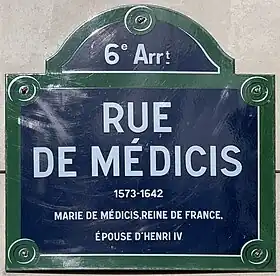 6e Arrt
RUE
DE MÉDICIS
1573-1642
MARIE DE MÉDICIS, REINE DE FRANCE,
ÉPOUSE D'HENRI IV